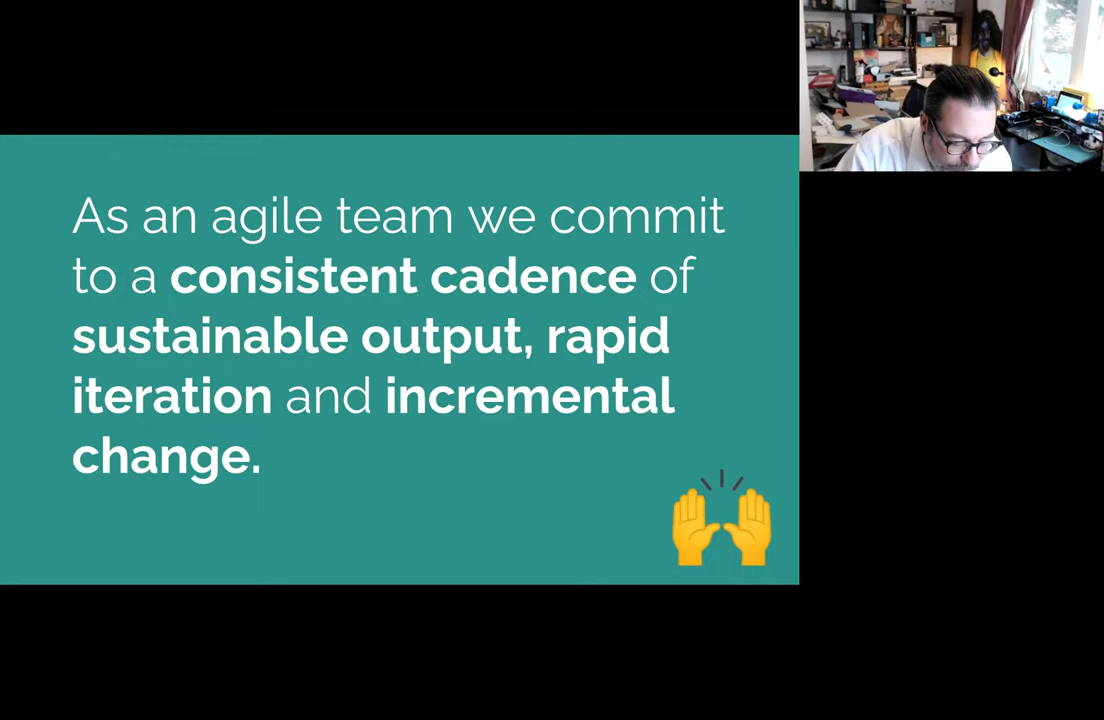 As an agile team we commit
to a consistent cadence of
sustainable output, rapid
iteration and incremental
change.